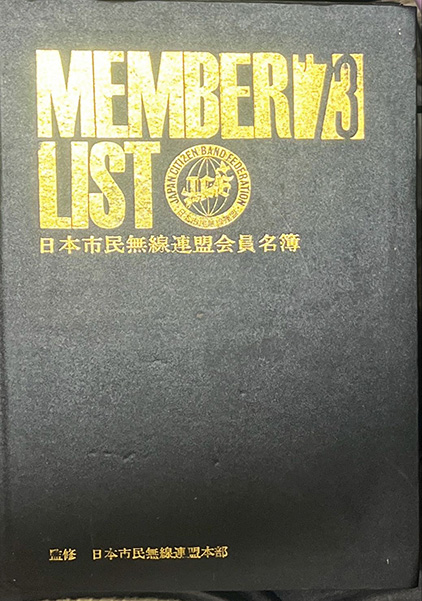 MEMBER '73
LIST
JAPAN CITIZEN BAND FEDERATION
日本市民無線連盟会員名簿
監修 日本市民無線連盟本部